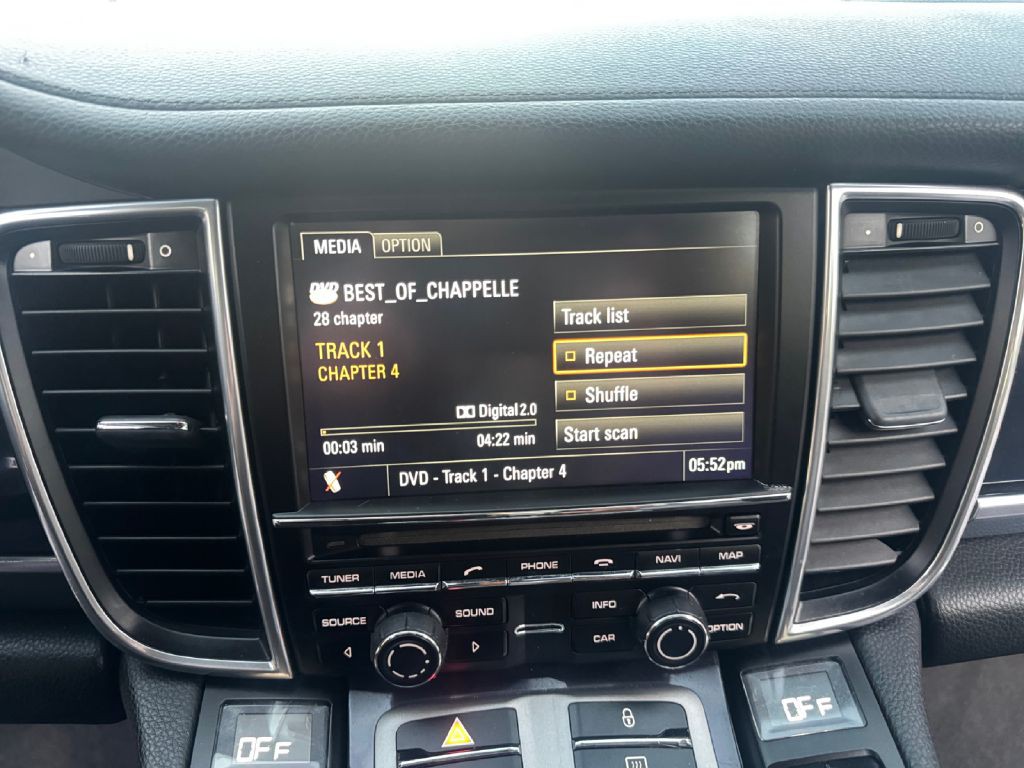 MEDIA OPTION
DVD BEST_OF_CHAPPELLE
28 chapter
TRACK 1
CHAPTER 4
Digital 2.0
00:03 min 04:22 min
Track list
Repeat
Shuffle
Start scan
DVD - Track 1 - Chapter 4 05:52pm
TUNER MEDIA PHONE NAVI MAP
SOURCE SOUND INFO
CAR OPTION
OFF OFF